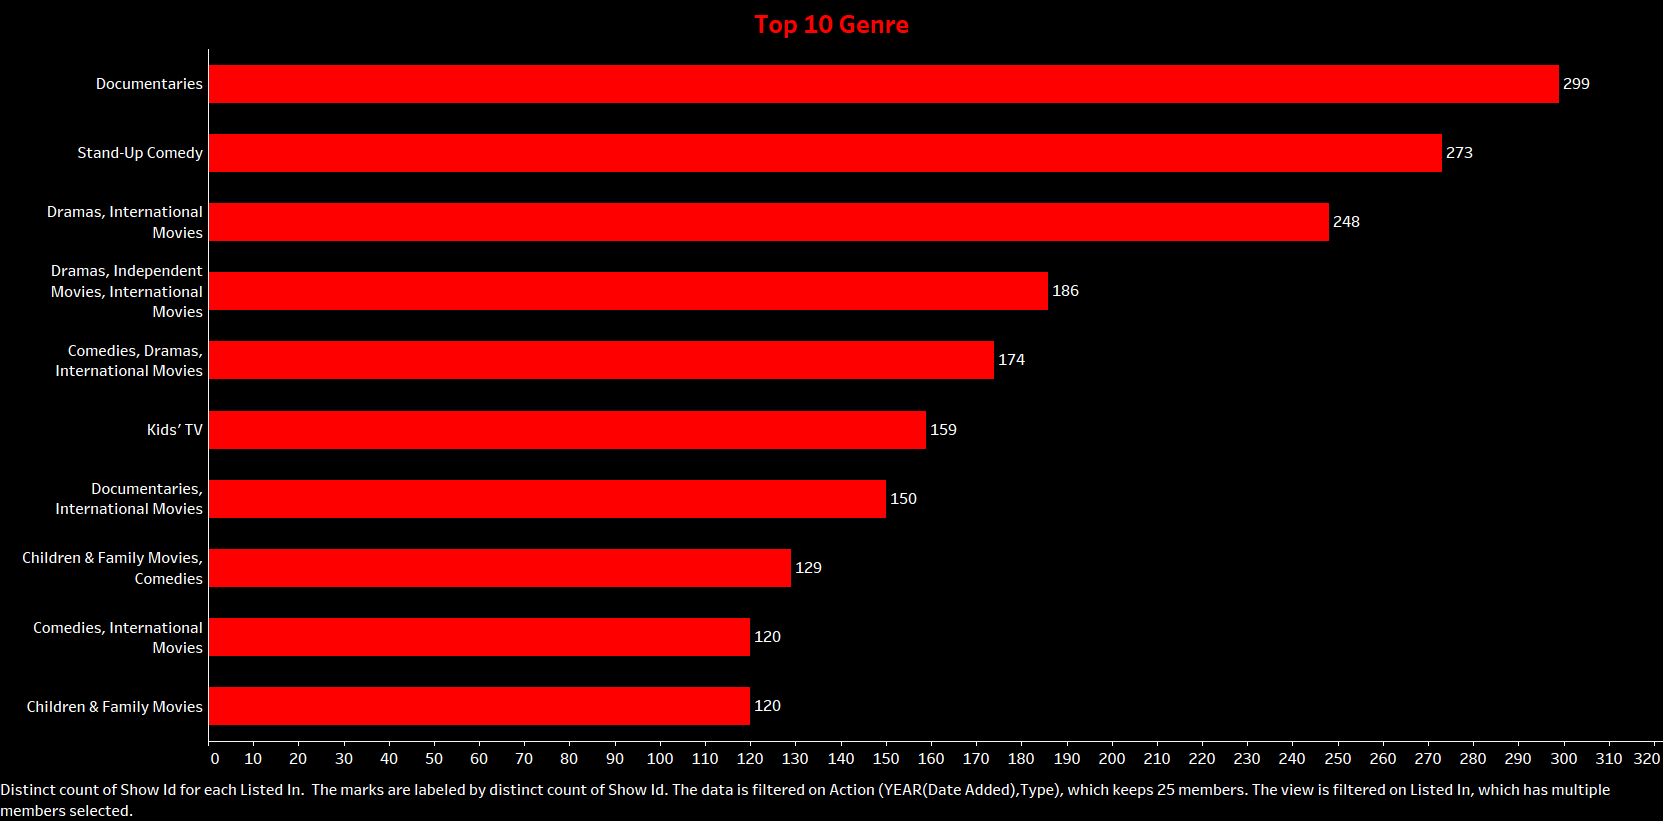 Top 10 Genre
Documentaries
299
Stand-Up Comedy
273
Dramas, International
Movies
248
Dramas, Independent
Movies, International
Movies
186
Comedies, Dramas,
International Movies
174
Kids’ TV
159
Documentaries,
International Movies
150
Children & Family Movies,
Comedies
129
Comedies, International
Movies
120
Children & Family Movies
120
0 10 20 30 40 50 60 70 80 90 100 110 120 130 140 150 160 170 180 190 200 210 220 230 240 250 260 270 280 290 300 310 320
Distinct count of Show Id for each Listed In.  The marks are labeled by distinct count of Show Id. The data is filtered on Action (YEAR(Date Added),Type), which keeps 25 members. The view is filtered on Listed In, which has multiple
members selected.